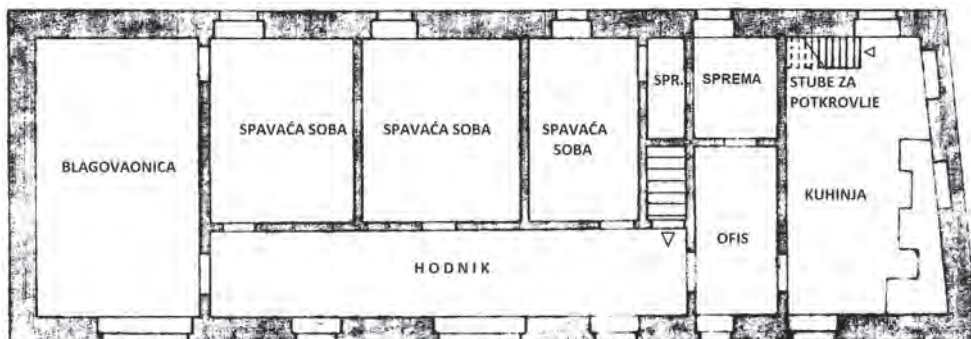 BLAGOVAONICA
SPAVAĆA SOBA
SPAVAĆA SOBA
SPAVAĆA
SOBA
SPR.
SPREMA
STUBE ZA
POTKROVLJE
KUHINJA
OFIS
HODNIK